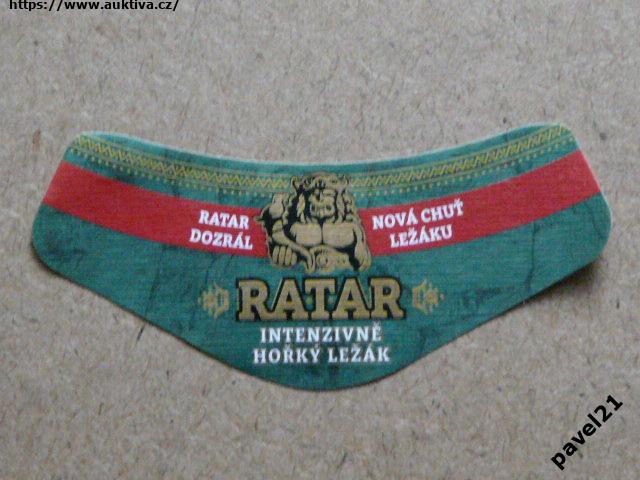 https://www.auktiva.cz/
RATAR
DOZRÁL
NOVÁ CHUŤ
LEŽÁKU
RATAR
INTENZIVNĚ
HOŘKÝ LEŽÁK
pavel21